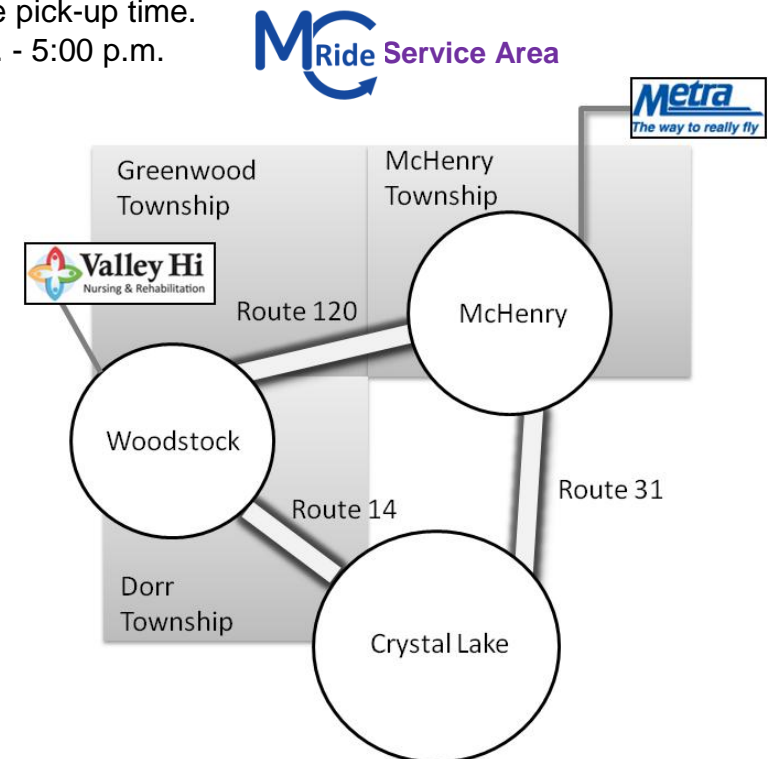 e pick-up time.
. - 5:00 p.m.
MC Ride Service Area
Metra
The way to really fly
Greenwood
Township
McHenry
Township
Valley Hi
Nursing & Rehabilitation
Route 120
McHenry
Woodstock
Route 31
Route 14
Dorr
Township
Crystal Lake